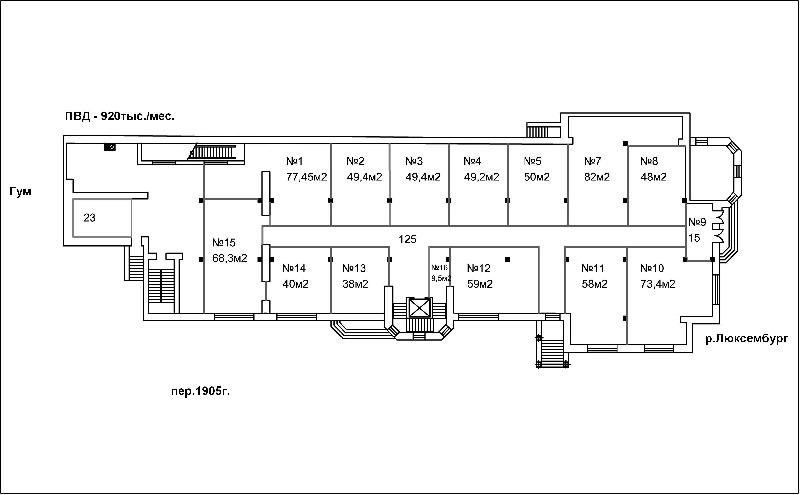 ПВД - 920тыс./мес.
№1
77,45м2
№2
49,4м2
№3
49,4м2
№4
49,2м2
№5
50м2
№7
82м2
№8
48м2
Гум
23
№15
68,3м2
125
№9
15
№14
40м2
№13
38м2
№16
9,5м2
№12
59м2
№11
58м2
№10
73,4м2
р.Люксембург
пер.1905г.